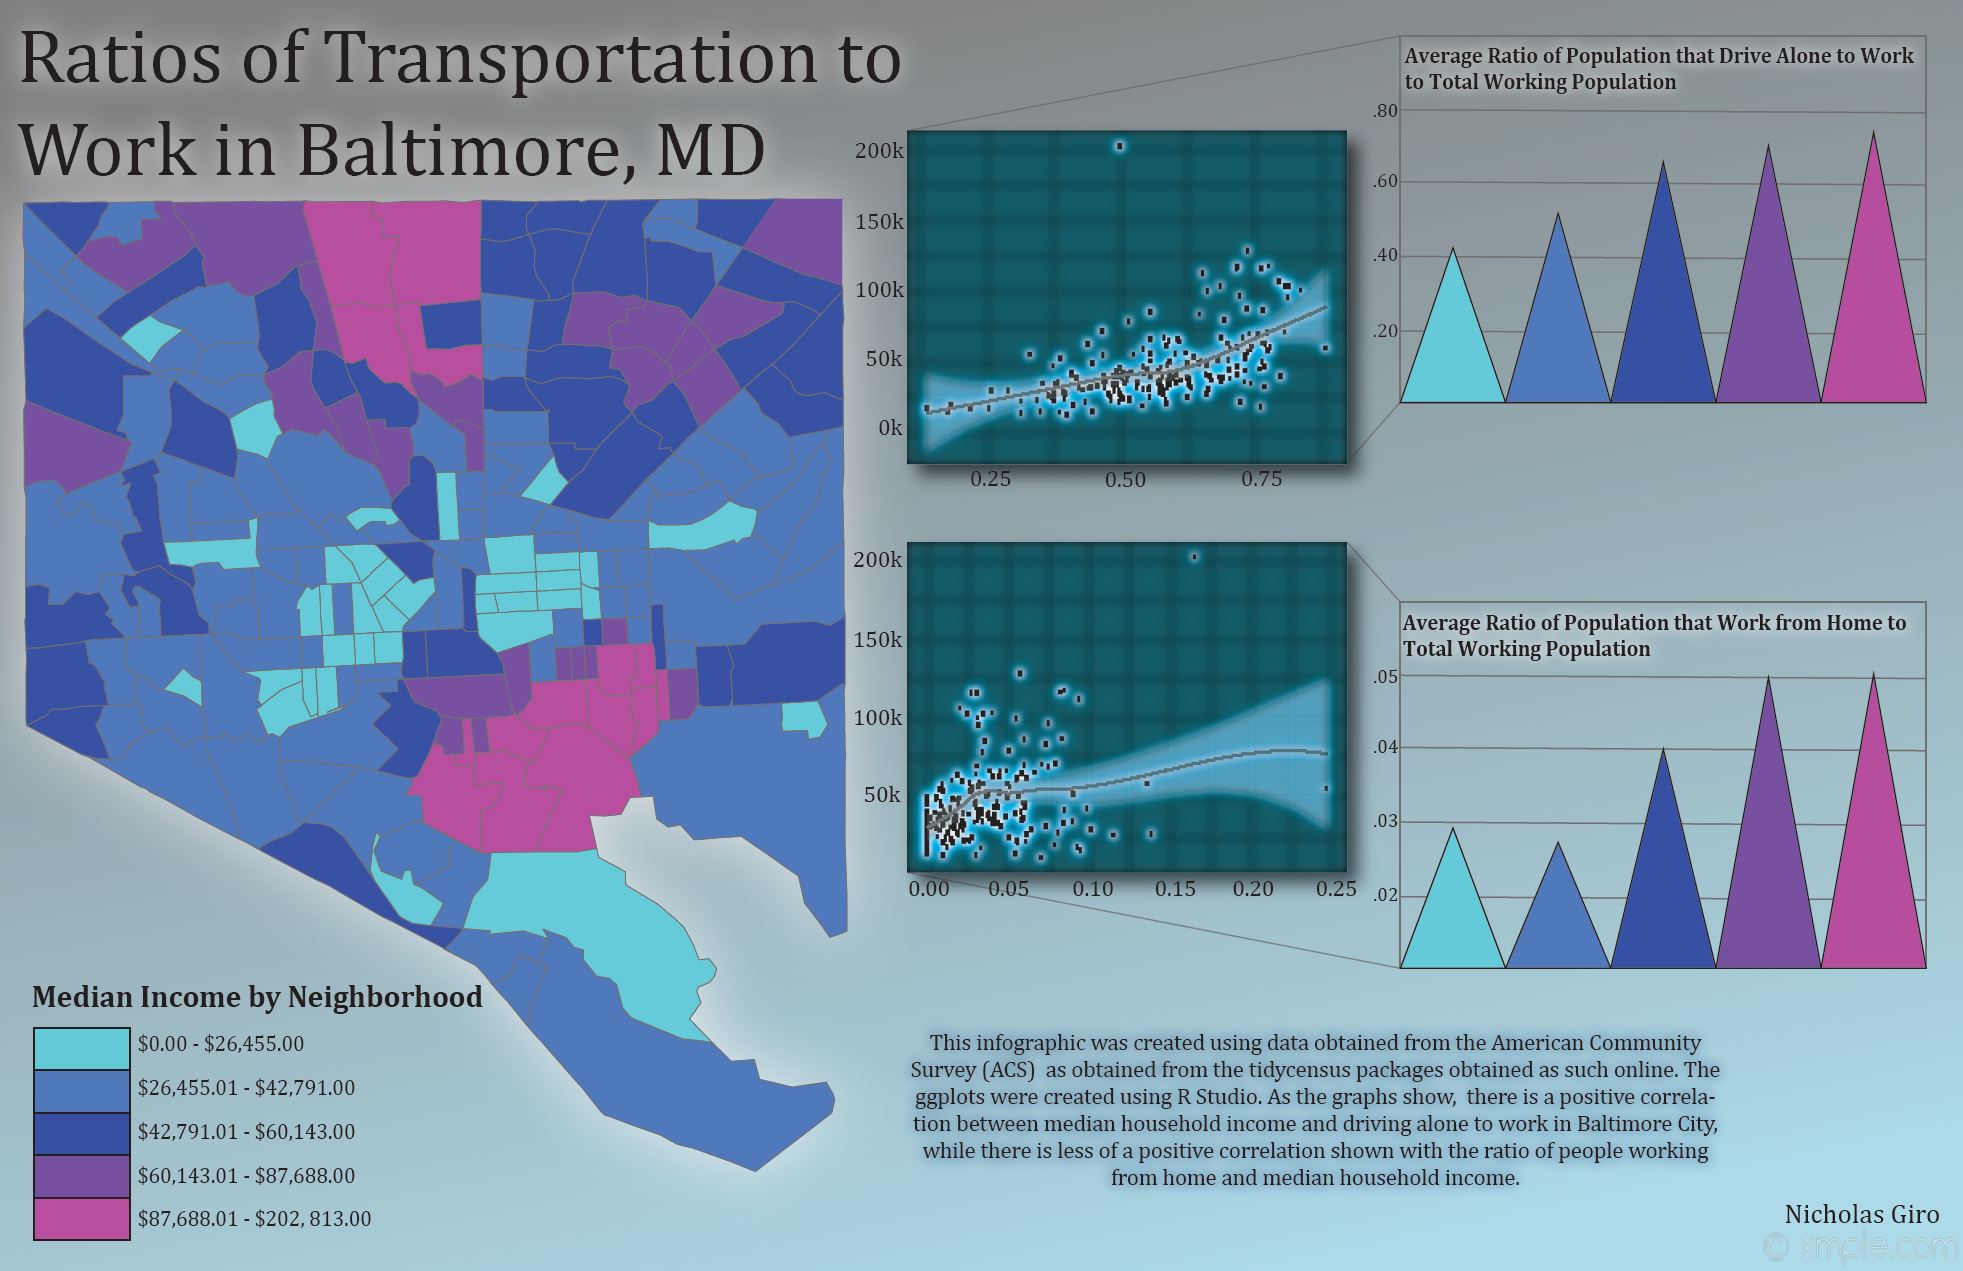 Ratios of Transportation to
Work in Baltimore, MD
200k
150k
100k
50k
0k
0.25 0.50 0.75
Average Ratio of Population that Drive Alone to Work
to Total Working Population
.80
.60
.40
.20
200k
150k
100k
50k
0.00 0.05 0.10 0.15 0.20 0.25
Average Ratio of Population that Work from Home to
Total Working Population
.05
.04
.03
.02
Median Income by Neighborhood
$0.00 - $26,455.00
$26,455.01 - $42,791.00
$42,791.01 - $60,143.00
$60,143.01 - $87,688.00
$87,688.01 - $202, 813.00
This infographic was created using data obtained from the American Community
Survey (ACS)  as obtained from the tidycensus packages obtained as such online. The
ggplots were created using R Studio. As the graphs show,  there is a positive correla-
tion between median household income and driving alone to work in Baltimore City,
while there is less of a positive correlation shown with the ratio of people working
from home and median household income.
Nicholas Giro
© xmple.com